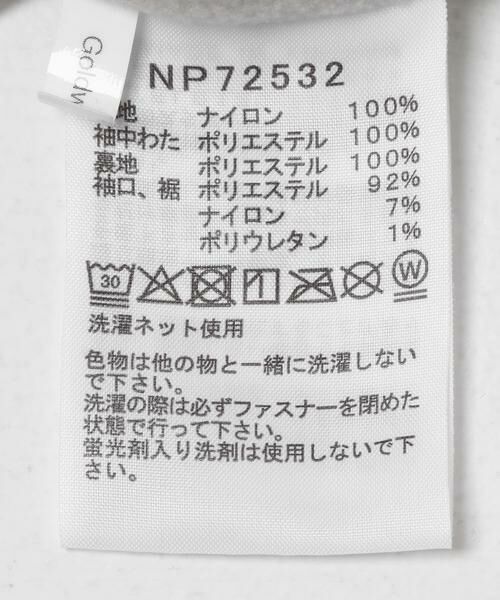 Goldw
NP72532
地 ナイロン 100%
袖中わた ポリエステル 100%
裏地 ポリエステル 100%
袖口、裾 ポリエステル 92%
ナイロン 7%
ポリウレタン 1%
30 W
洗濯ネット使用
色物は他の物と一緒に洗濯しない
で下さい。
洗濯の際は必ずファスナーを閉めた
状態で行って下さい。
蛍光剤入り洗剤は使用しないで下
さい。